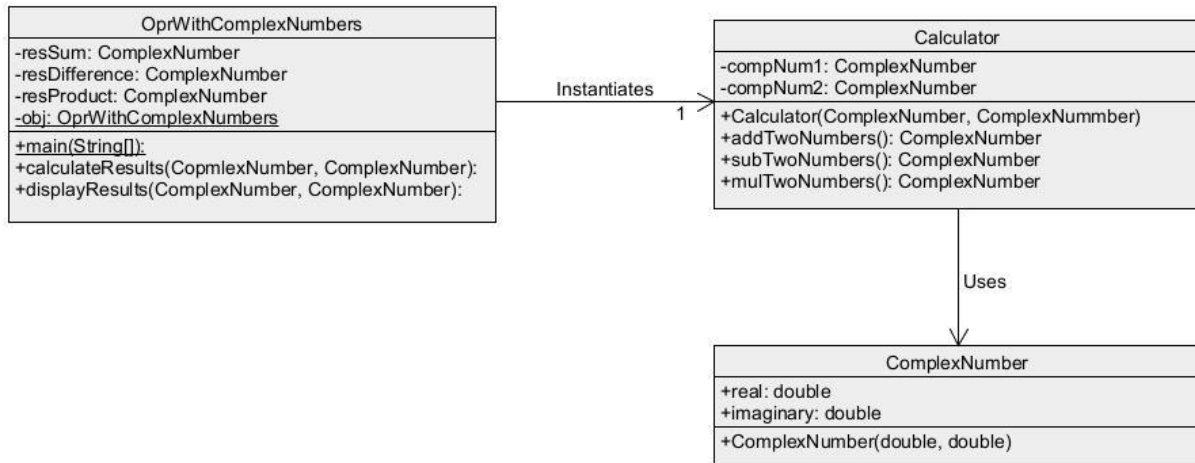 OprWithComplexNumbers
-resSum: ComplexNumber
-resDifference: ComplexNumber
-resProduct: ComplexNumber
-obj: OprWithComplexNumbers
+main(String[]):
+calculateResults(CopmlexNumber, ComplexNumber):
+displayResults(ComplexNumber, ComplexNumber):
Instantiates
1
Calculator
-compNum1: ComplexNumber
-compNum2: ComplexNumber
+Calculator(ComplexNumber, ComplexNummber)
+addTwoNumbers(): ComplexNumber
+subTwoNumbers(): ComplexNumber
+mulTwoNumbers(): ComplexNumber
Uses
ComplexNumber
+real: double
+imaginary: double
+ComplexNumber(double, double)